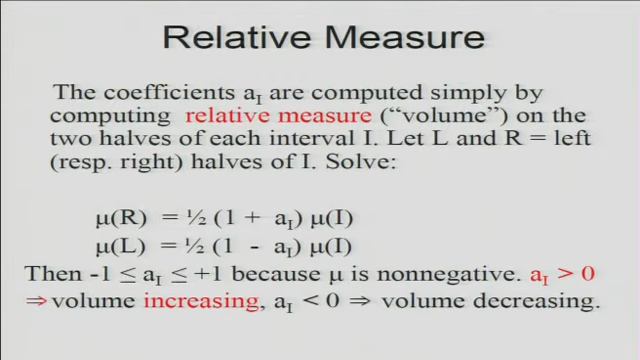 Relative Measure
The coefficients aI are computed simply by
computing relative measure (“volume”) on the
two halves of each interval I. Let L and R = left
(resp. right) halves of I. Solve:
μ(R) = ½ (1 + aI) μ(I)
μ(L) = ½ (1 - aI) μ(I)
Then -1 ≤ aI ≤ +1 because μ is nonnegative. aI > 0
⇒ volume increasing, aI < 0 ⇒ volume decreasing.